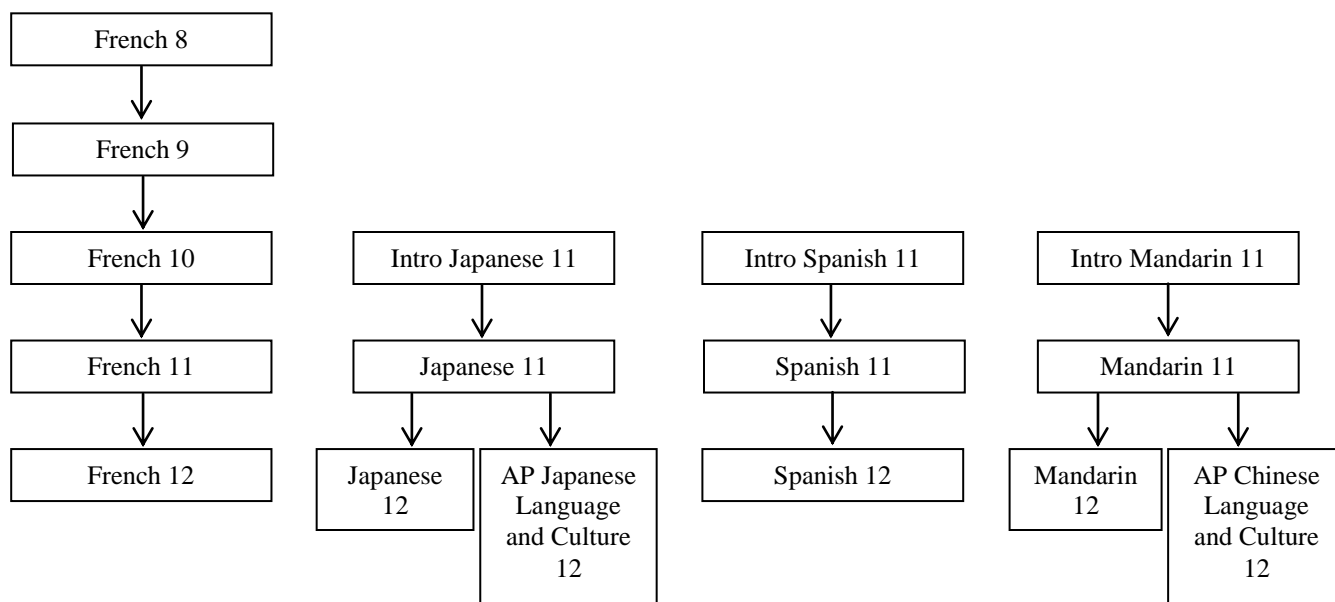 French 8
French 9
French 10
Intro Japanese 11
Intro Spanish 11
Intro Mandarin 11
French 11
Japanese 11
Spanish 11
Mandarin 11
French 12
Japanese
12
AP Japanese
Language
and Culture
12
Spanish 12
Mandarin
12
AP Chinese
Language
and Culture
12